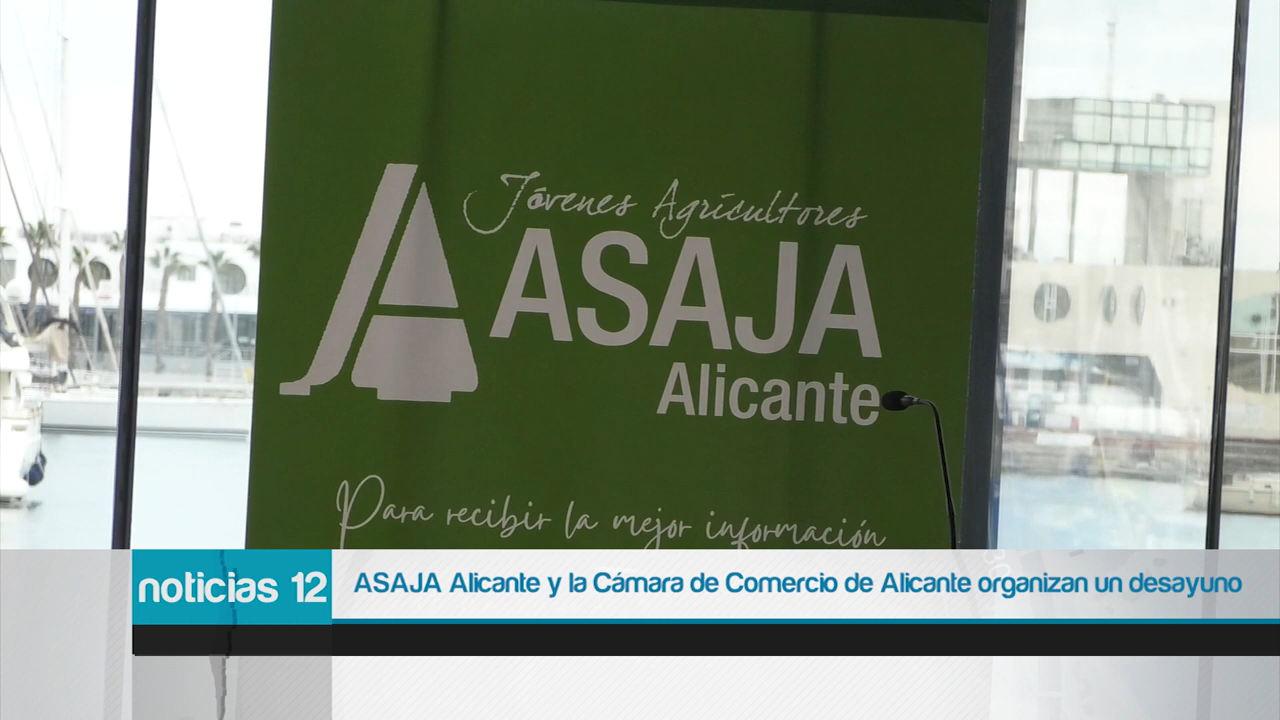 Jóvenes Agricultores
ASAJA
Alicante
Para recibir la mejor información
noticias 12
ASAJA Alicante y la Cámara de Comercio de Alicante organizan un desayuno